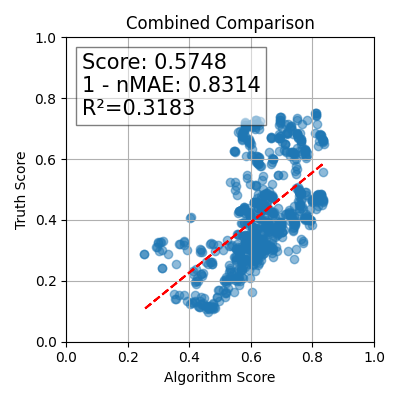 Combined Comparison
Score: 0.5748
1 - nMAE: 0.8314
R²=0.3183
Truth Score
1.0
0.8
0.6
0.4
0.2
0.0
0.0 0.2 0.4 0.6 0.8 1.0
Algorithm Score